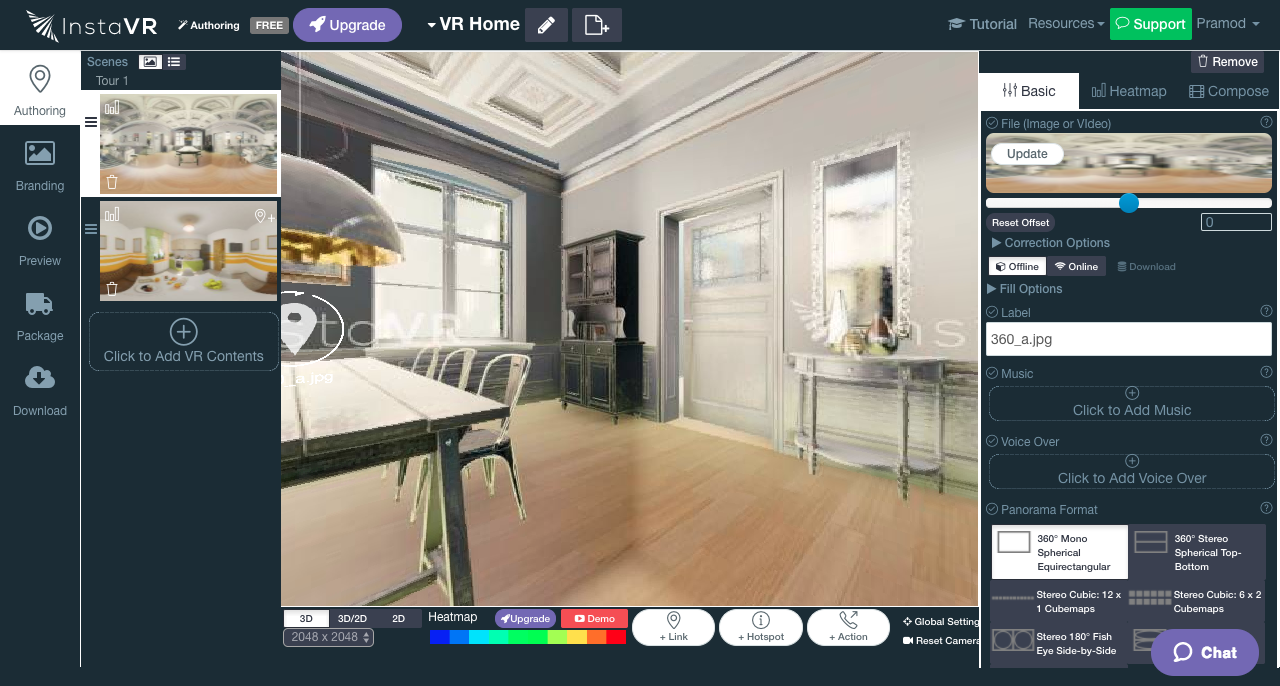 InstaVR
Authoring
FREE
Upgrade
VR Home
Tutorial
Resources
Support
Pramod
Scenes
Tour 1
Authoring
Branding
Preview
Package
Download
Click to Add VR Contents
InstaVR
Inst
_a.jpg
3D
3D/2D
2D
2048 x 2048
Heatmap
Upgrade
Demo
+ Link
+ Hotspot
+ Action
Global Setting
Reset Camera
Remove
Basic
Heatmap
Compose
File (Image or VIdeo)
Update
Reset Offset
0
Correction Options
Offline
Online
Download
Fill Options
Label
360_a.jpg
Music
Click to Add Music
Voice Over
Click to Add Voice Over
Panorama Format
360° Mono
Spherical
Equirectangular
360° Stereo
Spherical Top-
Bottom
Stereo Cubic: 12 x
1 Cubemaps
Stereo Cubic: 6 x 2
Cubemaps
Stereo 180° Fish
Eye Side-by-Side
Chat